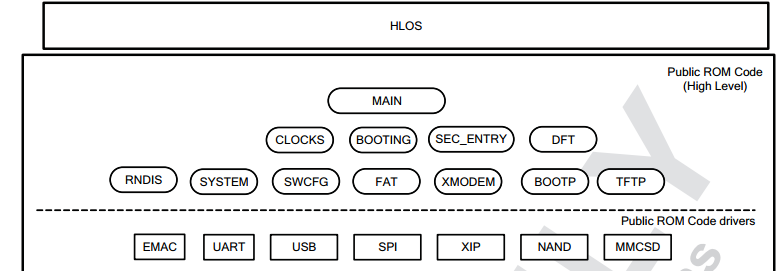 HLOS
Public ROM Code
(High Level)
MAIN
CLOCKS BOOTING SEC_ENTRY DFT
RNDIS SYSTEM SWCFG FAT XMODEM BOOTP TFTP
Public ROM Code drivers
EMAC UART USB SPI XIP NAND MMCSD